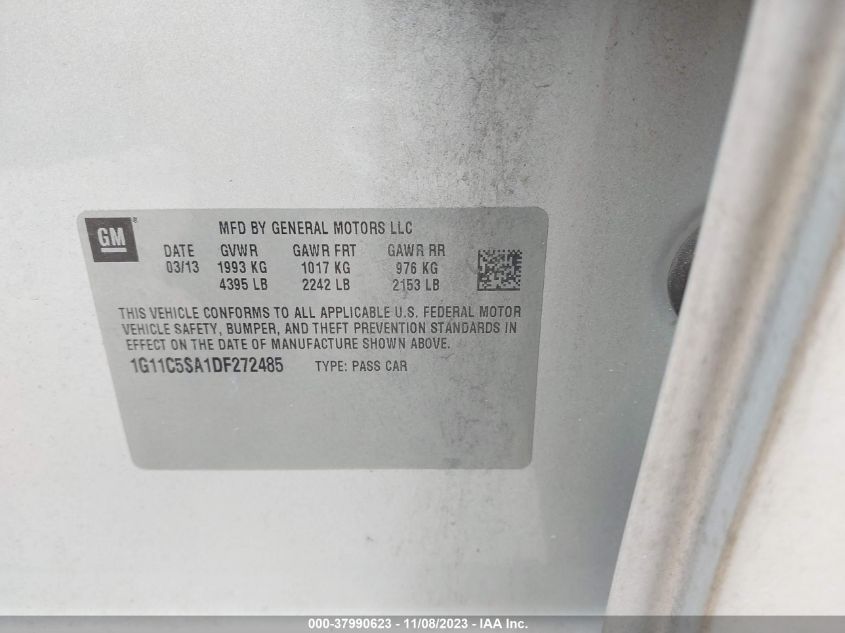 GM ®
MFD BY GENERAL MOTORS LLC
DATE GVWR GAWR FRT GAWR RR
03/13 1993 KG 1017 KG 976 KG
4395 LB 2242 LB 2153 LB
THIS VEHICLE CONFORMS TO ALL APPLICABLE U.S. FEDERAL MOTOR
VEHICLE SAFETY, BUMPER, AND THEFT PREVENTION STANDARDS IN
EFFECT ON THE DATE OF MANUFACTURE SHOWN ABOVE.
1G11C5SA1DF272485 TYPE: PASS CAR
000-37990623 - 11/08/2023 - IAA Inc.